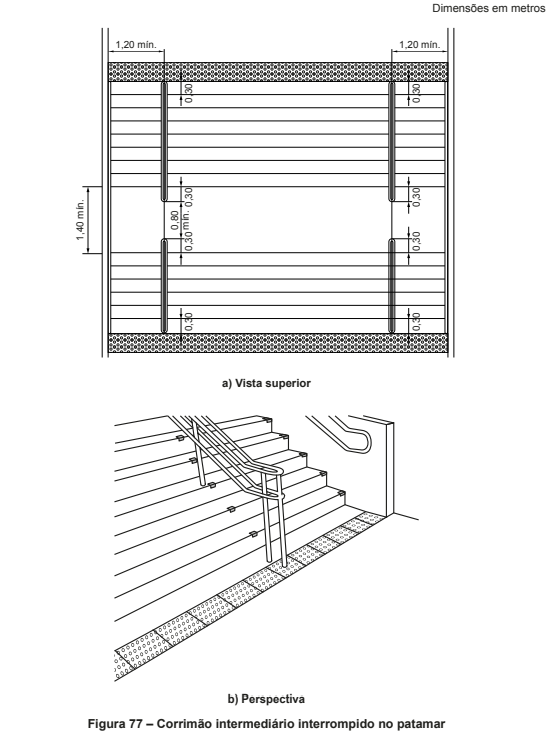 Dimensões em metros
1,20 mín.
1,20 mín.
0,30
0,30
1,40 mín.
0,30
0,80
mín.
0,30
0,30
0,30
0,30
0,30
a) Vista superior
b) Perspectiva
Figura 77 – Corrimão intermediário interrompido no patamar